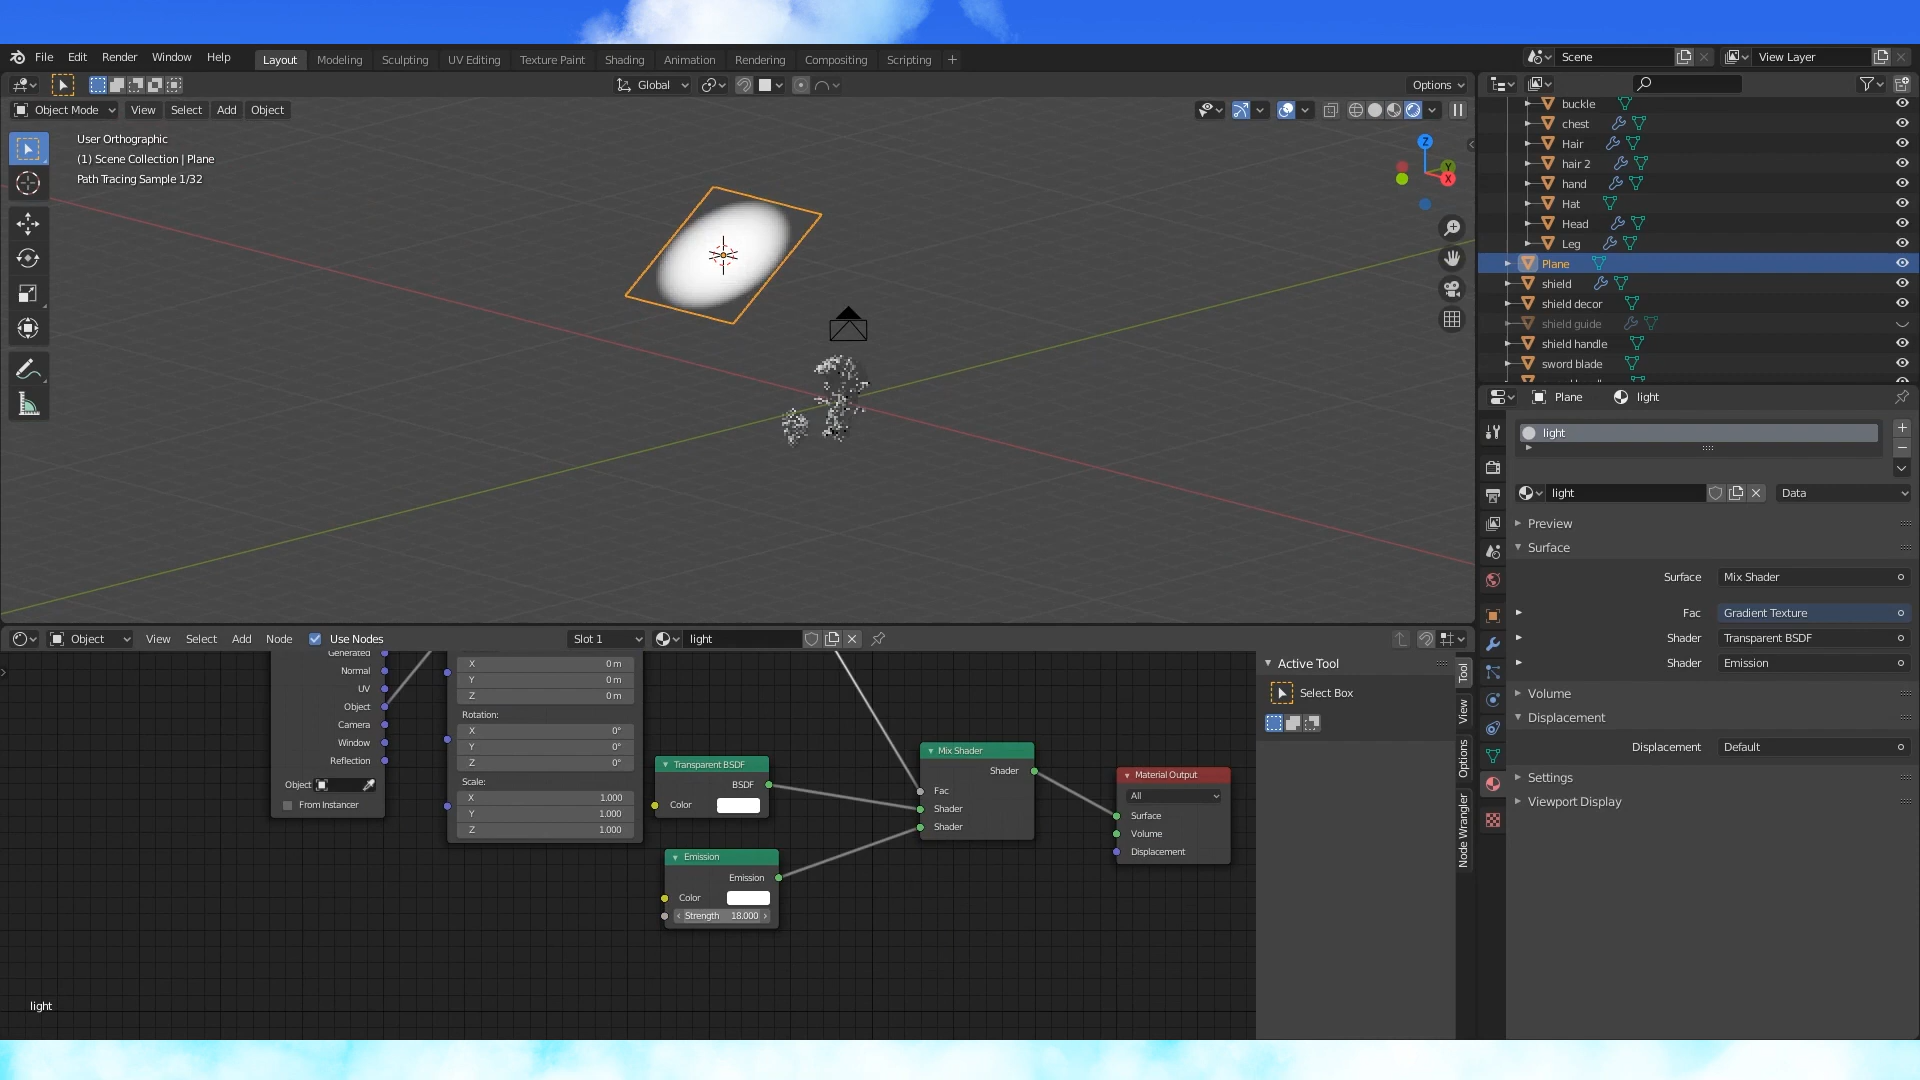 File Edit Render Window Help
Layout Modeling Sculpting UV Editing Texture Paint Shading Animation Rendering Compositing Scripting +
Scene
View Layer
Global
Options
Object Mode View Select Add Object
User Orthographic
(1) Scene Collection | Plane
Path Tracing Sample 1/32
Z
Y
X
buckle
chest
Hair
hair 2
hand
Hat
Head
Leg
Plane
shield
shield decor
shield guide
shield handle
sword blade
Plane light
light
light
Data
Preview
Surface
Surface Mix Shader
Fac Gradient Texture
Shader Transparent BSDF
Shader Emission
Volume
Displacement
Displacement Default
Settings
Viewport Display
Object View Select Add Node Use Nodes Slot 1 light
Generated
Normal
UV
Object
Camera
Window
Reflection
Object:
From Instancer
X 0 m
Y 0 m
Z 0 m
Rotation:
X 0°
Y 0°
Z 0°
Scale:
X 1.000
Y 1.000
Z 1.000
Transparent BSDF
BSDF
Color
Emission
Emission
Color
Strength 18.000
Mix Shader
Shader
Fac
Shader
Shader
Material Output
All
Surface
Volume
Displacement
Active Tool
Select Box
Tool
View
Options
Node Wrangler
light